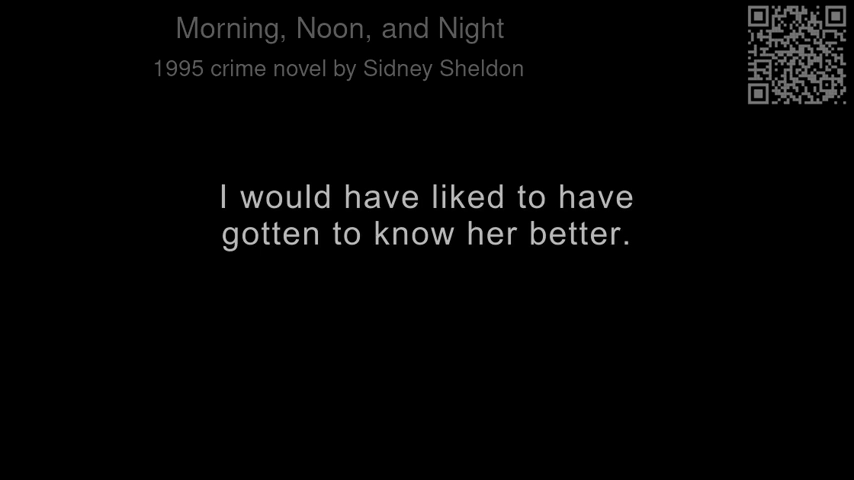 Morning, Noon, and Night
1995 crime novel by Sidney Sheldon
I would have liked to have
gotten to know her better.